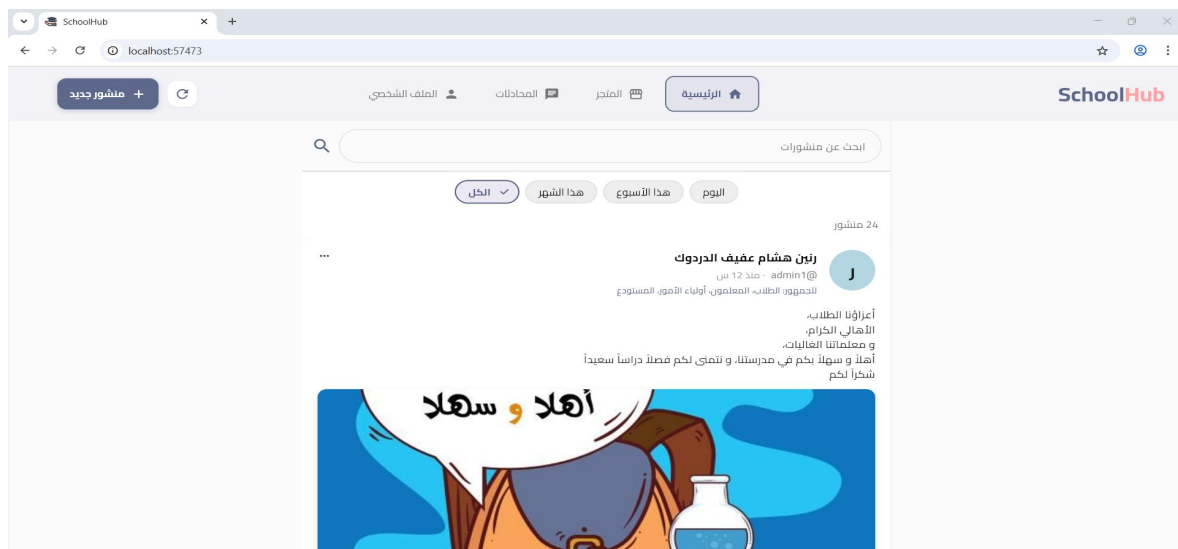 SchoolHub
localhost:57473
SchoolHub
الرئيسية
المتجر
المحادثات
الملف الشخصي
+ منشور جديد
ابحث عن منشورات
اليوم
هذا الأسبوع
هذا الشهر
الكل
24 منشور
رنين هشام عفيف الدردوك
@admin1 · منذ 12 س
للجمهور: الطلاب، المعلمون، أولياء الأمور، المستودع
أعزاؤنا الطلاب،
الأهالي الكرام،
و معلماتنا الغاليات،
أهلاً و سهلاً بكم في مدرستنا، و نتمنى لكم فصلاً دراساً سعيداً
شكراً لكم
أهلا و سهلا
ر